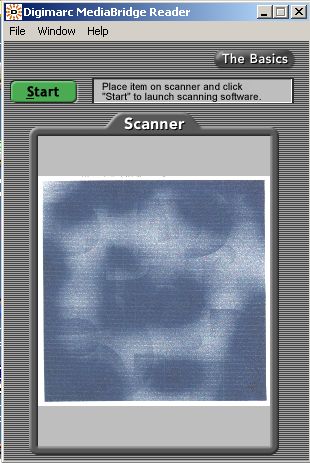 Digimarc MediaBridge Reader
File Window Help
The Basics
Start
Place item on scanner and click
"Start" to launch scanning software.
Scanner